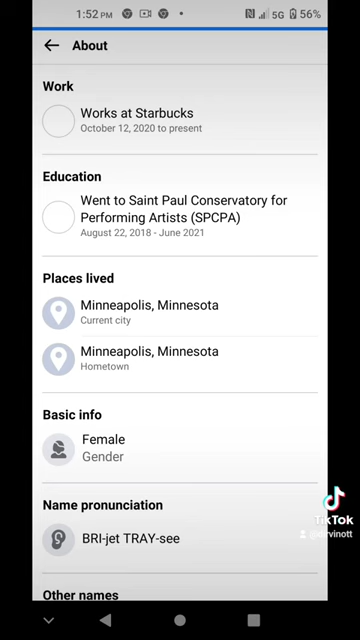 1:52 PM
5G 56%
About
Work
Works at Starbucks
October 12, 2020 to present
Education
Went to Saint Paul Conservatory for
Performing Artists (SPCPA)
August 22, 2018 - June 2021
Places lived
Minneapolis, Minnesota
Current city
Minneapolis, Minnesota
Hometown
Basic info
Female
Gender
Name pronunciation
TikTok
BRI-jet TRAY-see
Other names